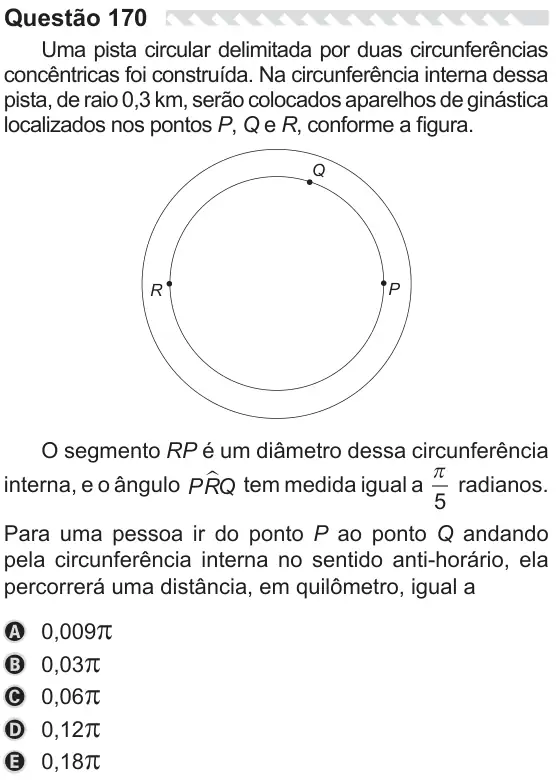 Questão 170
Uma pista circular delimitada por duas circunferências
concêntricas foi construída. Na circunferência interna dessa
pista, de raio 0,3 km, serão colocados aparelhos de ginástica
localizados nos pontos P, Q e R, conforme a figura.
Q
R
P
O segmento RP é um diâmetro dessa circunferência
interna, e o ângulo PR̂Q tem medida igual a π/5 radianos.
Para uma pessoa ir do ponto P ao ponto Q andando
pela circunferência interna no sentido anti-horário, ela
percorrerá uma distância, em quilômetro, igual a
A 0,009π
B 0,03π
C 0,06π
D 0,12π
E 0,18π